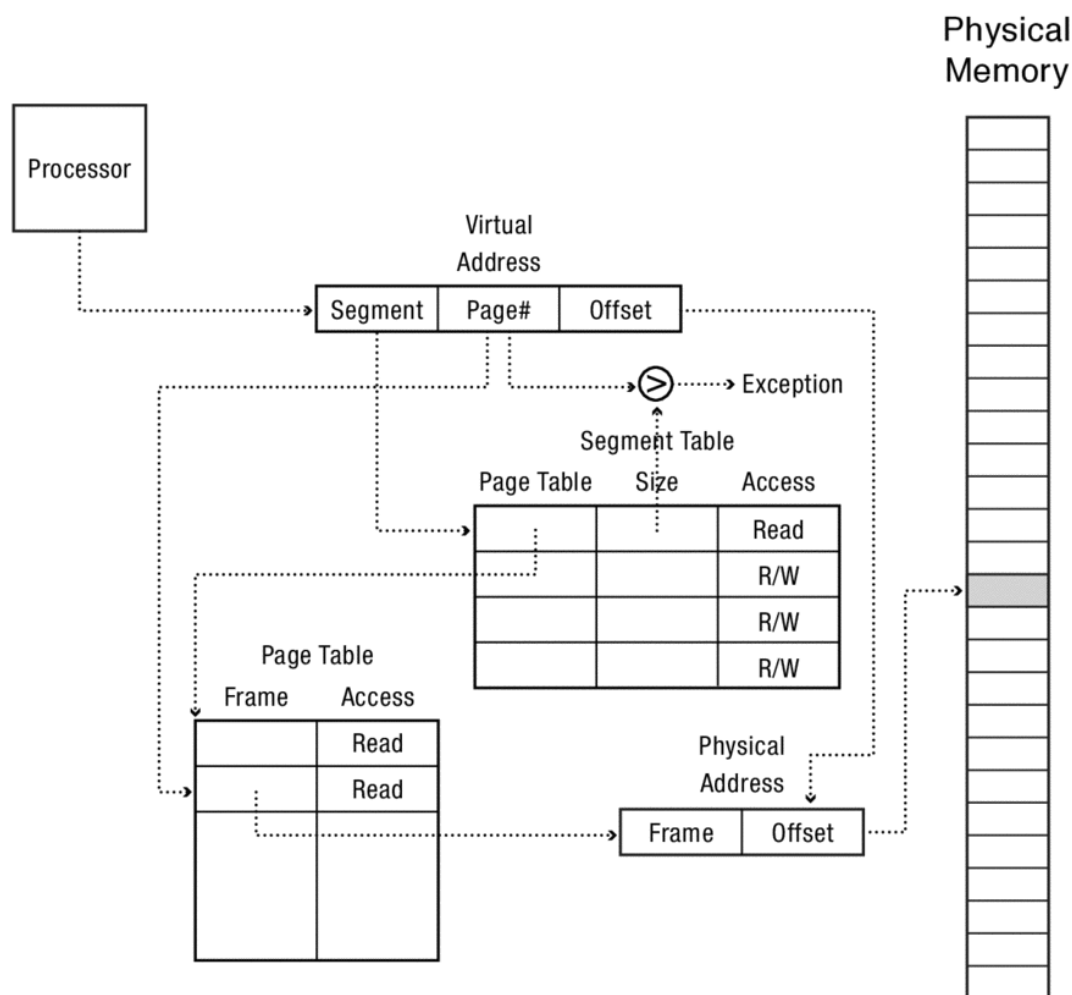 Physical
Memory
Processor
Virtual
Address
Segment Page# Offset
> Exception
Segment Table
Page Table Size Access
Read
R/W
R/W
R/W
Page Table
Frame Access
Read
Read
Physical
Address
Frame Offset